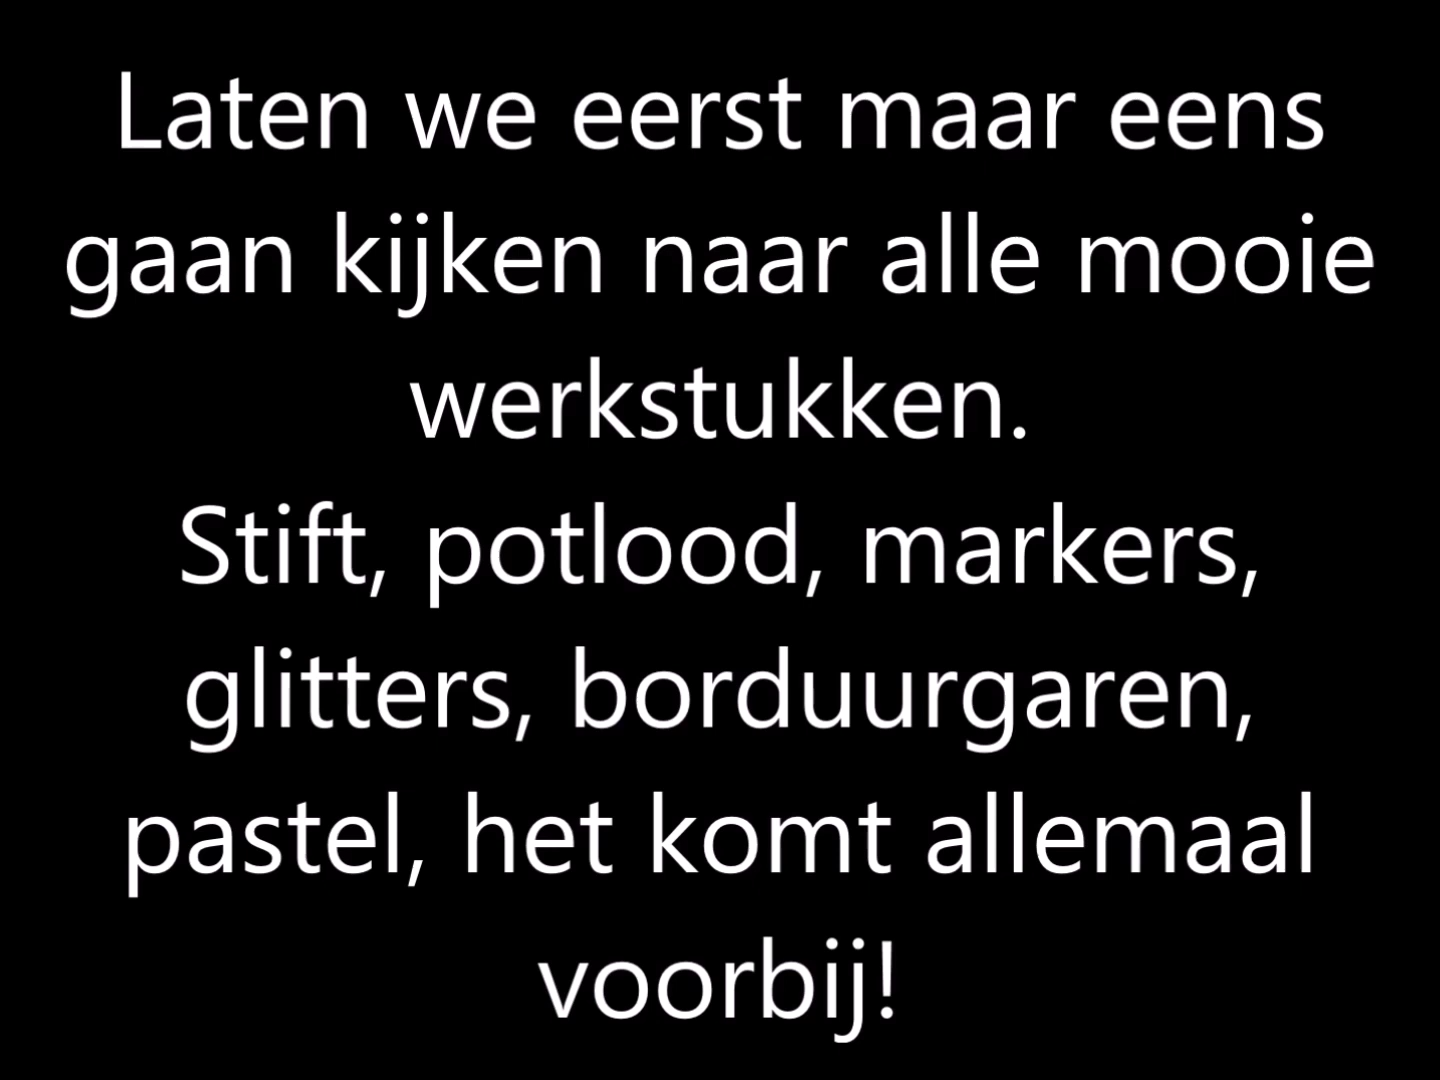 Laten we eerst maar eens
gaan kijken naar alle mooie
werkstukken.
Stift, potlood, markers,
glitters, borduurgaren,
pastel, het komt allemaal
voorbij!